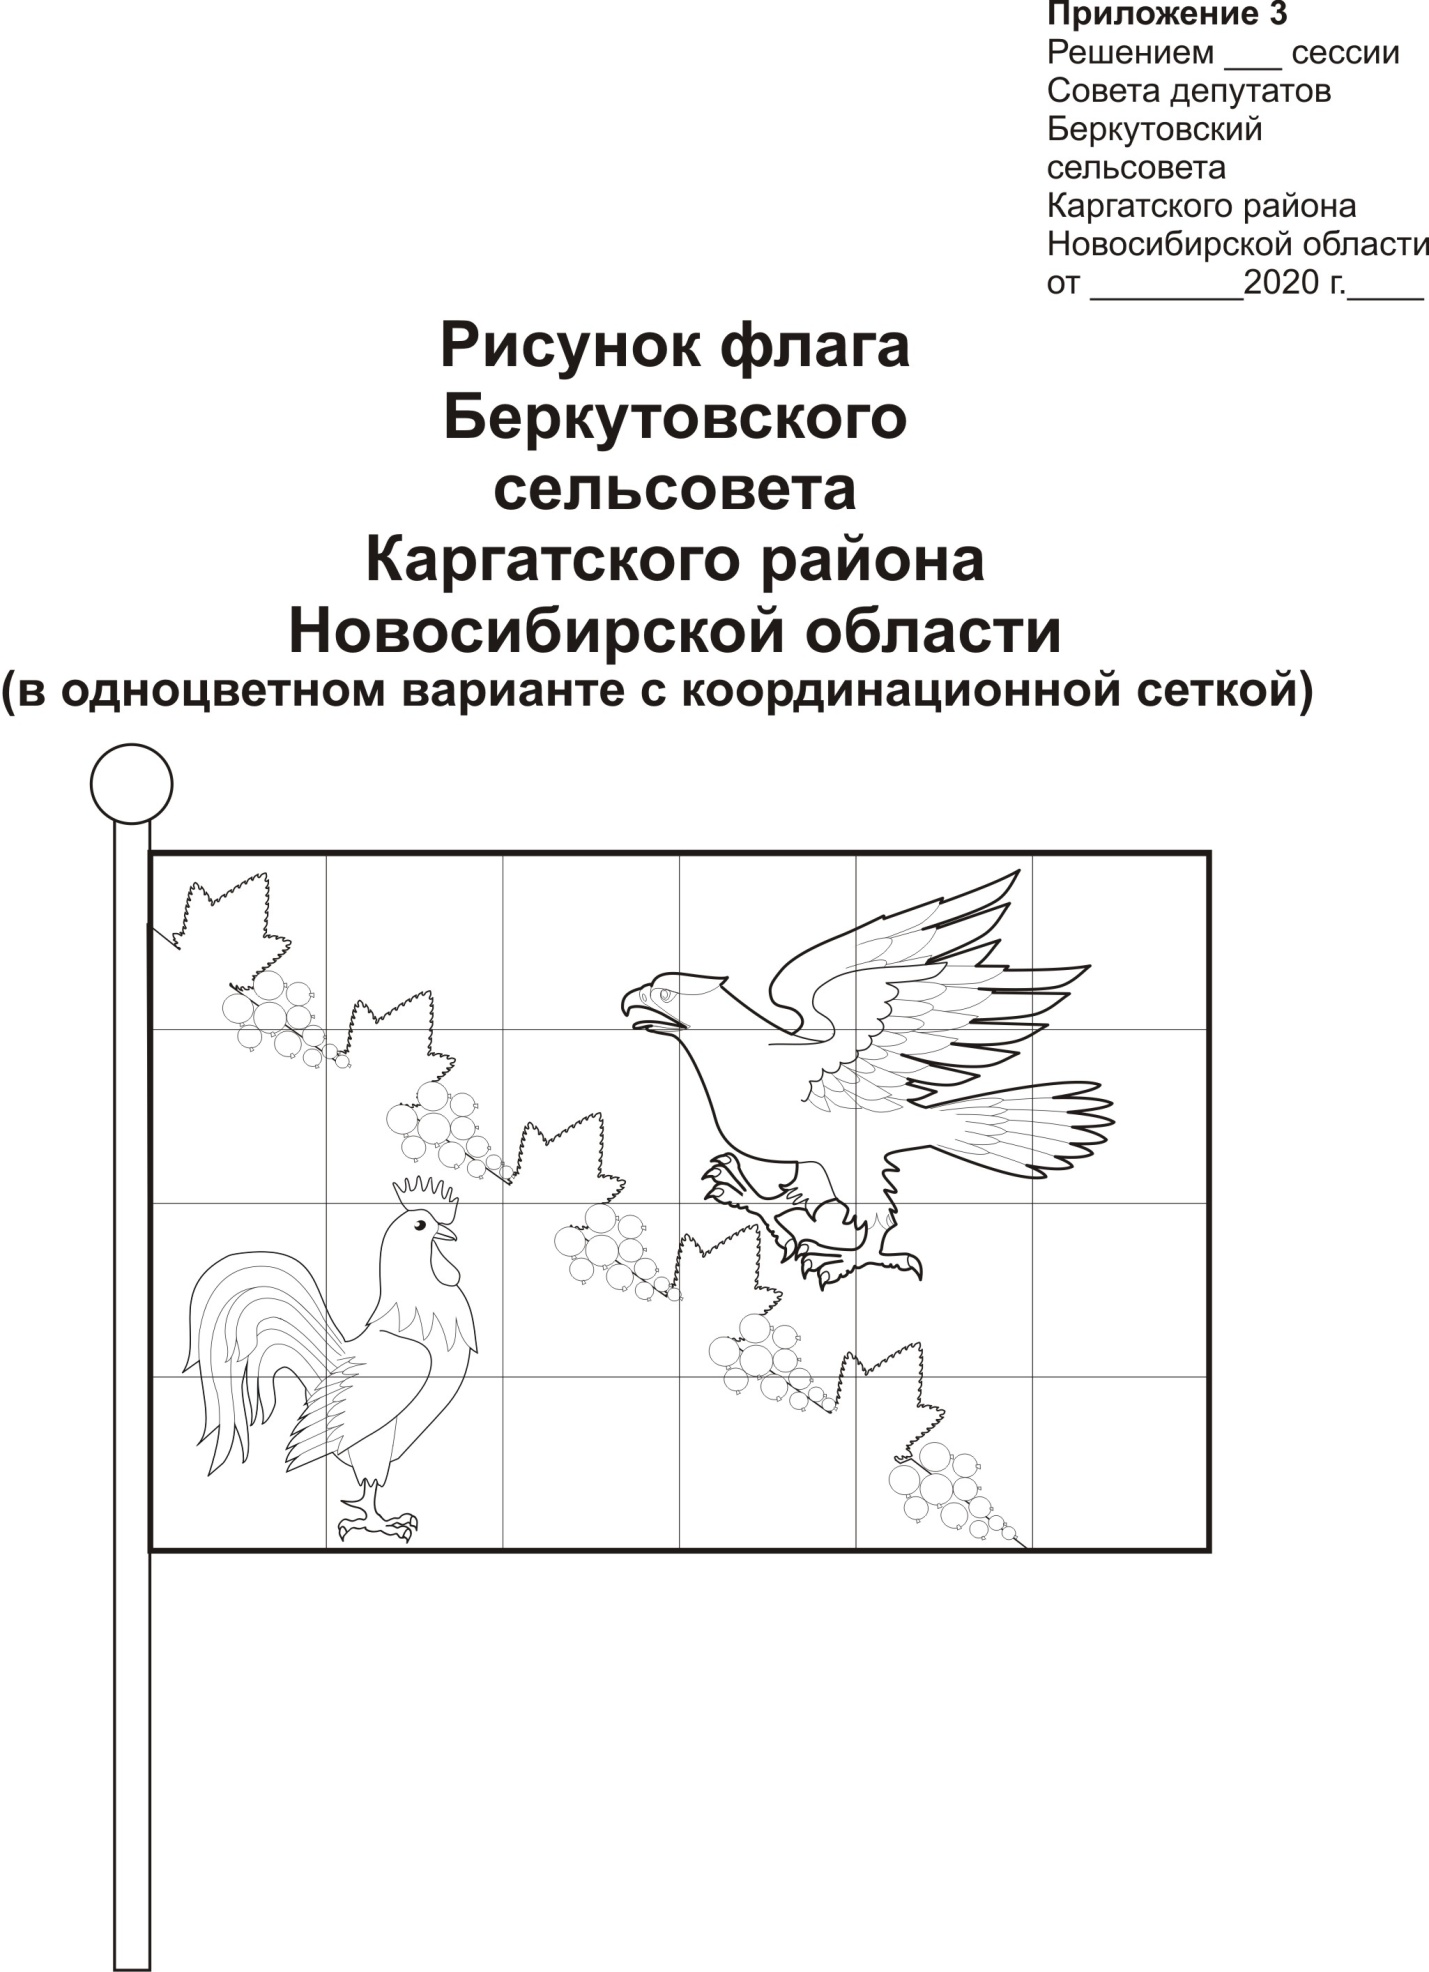 Приложение 3
Решением ___ сессии
Совета депутатов
Беркутовский
сельсовета
Каргатского района
Новосибирской области
от ________2020 г.____
Рисунок флага
Беркутовского
сельсовета
Каргатского района
Новосибирской области
(в одноцветном варианте с координационной сеткой)